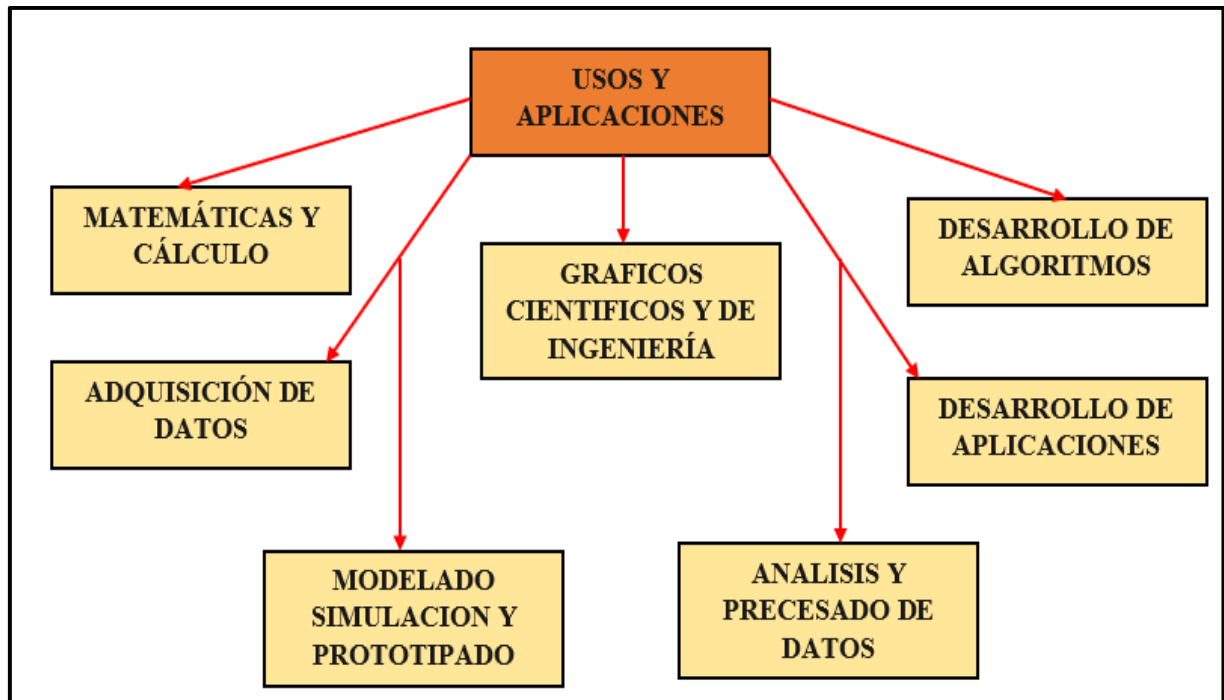 USOS Y
APLICACIONES
MATEMÁTICAS Y
CÁLCULO
DESARROLLO DE
ALGORITMOS
GRAFICOS
CIENTIFICOS Y DE
INGENIERÍA
ADQUISICIÓN DE
DATOS
DESARROLLO DE
APLICACIONES
MODELADO
SIMULACION Y
PROTOTIPADO
ANALISIS Y
PRECESADO DE
DATOS